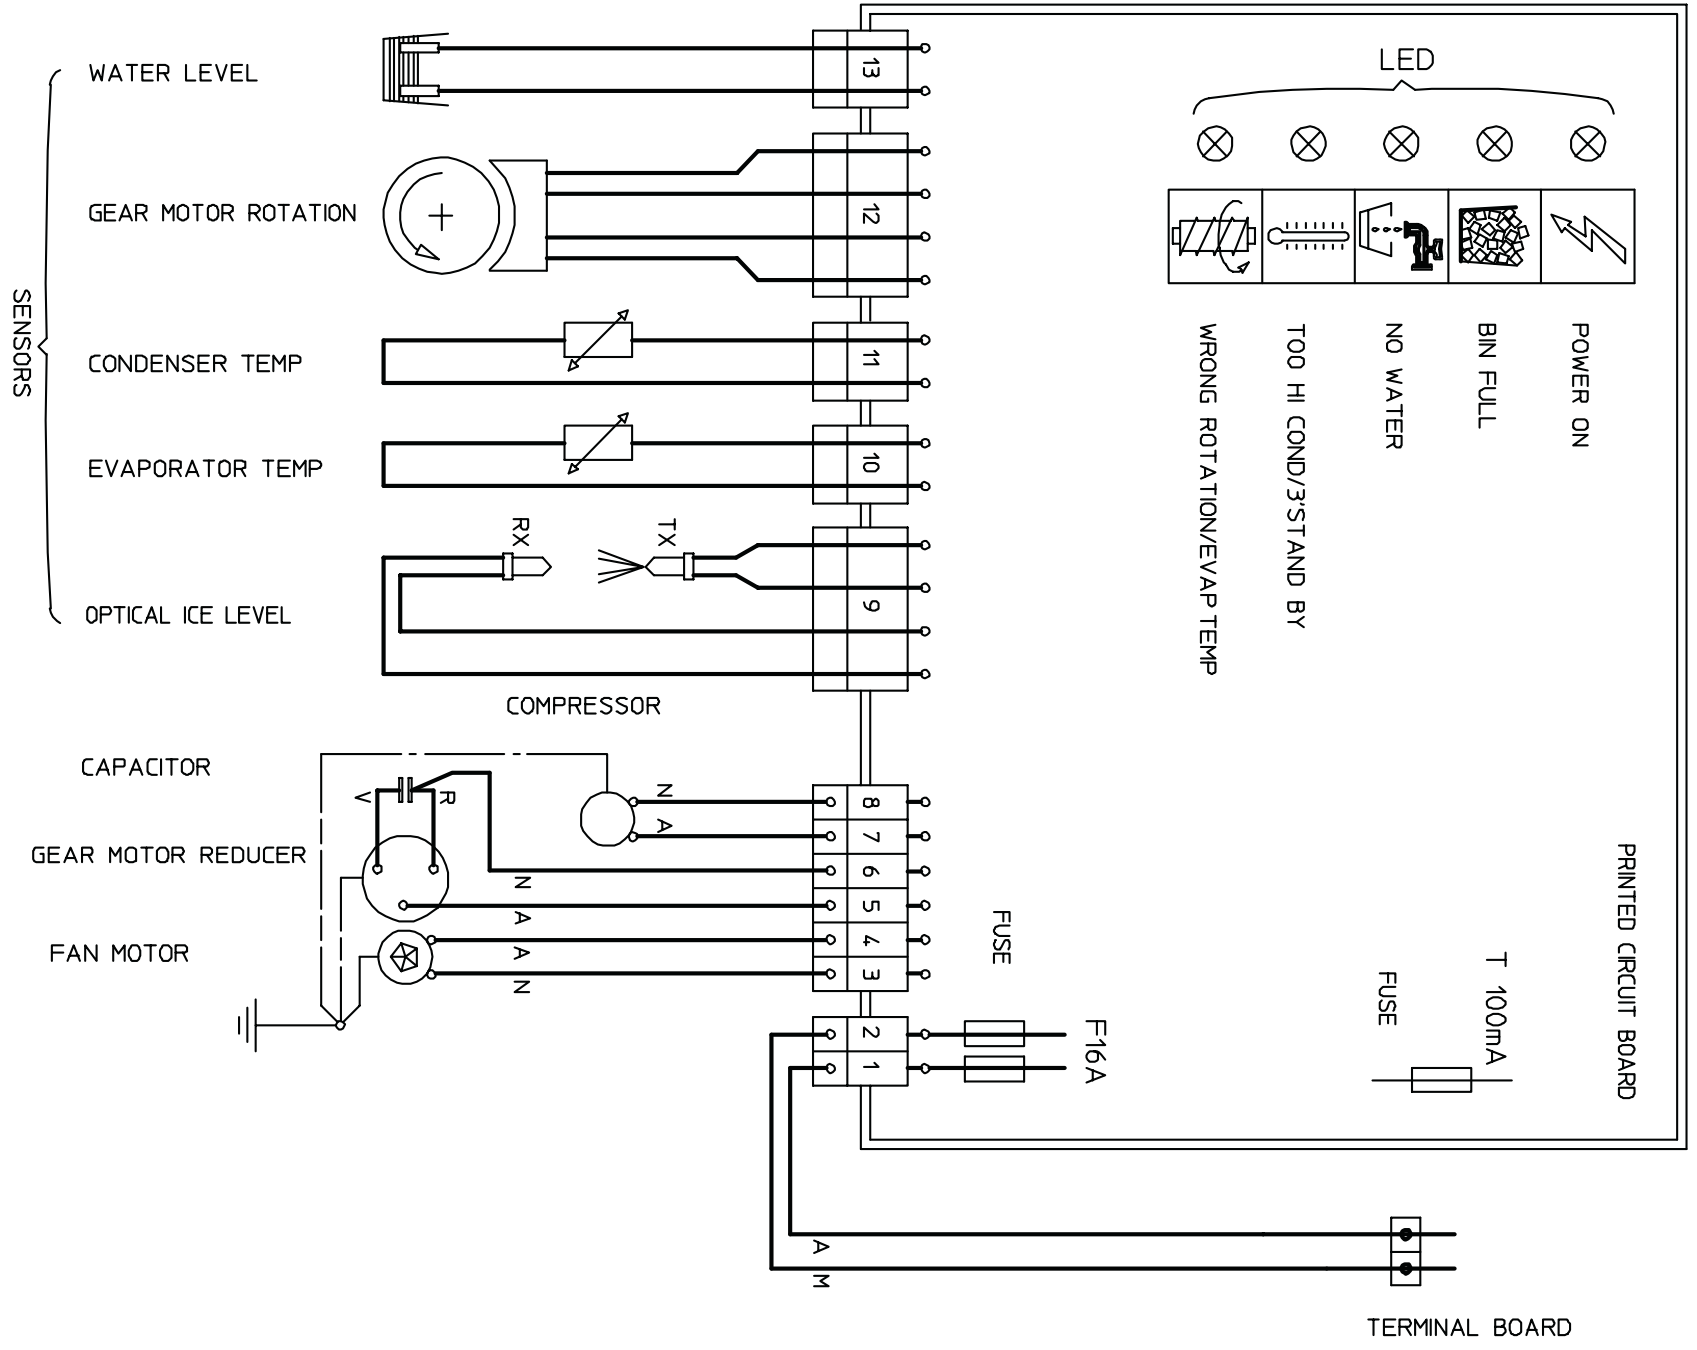 LED
WATER LEVEL
13
GEAR MOTOR ROTATION
12
SENSORS
CONDENSER TEMP
11
EVAPORATOR TEMP
10
RX
TX
OPTICAL ICE LEVEL
9
WRONG ROTATION/EVAP TEMP
TOO HI COND/3'STAND BY
NO WATER
BIN FULL
POWER ON
COMPRESSOR
CAPACITOR
V
R
N
8
A
7
GEAR MOTOR REDUCER
N
6
A
5
FAN MOTOR
A
4
N
3
FUSE
F16A
2
1
FUSE
T 100mA
PRINTED CIRCUIT BOARD
A
M
TERMINAL BOARD